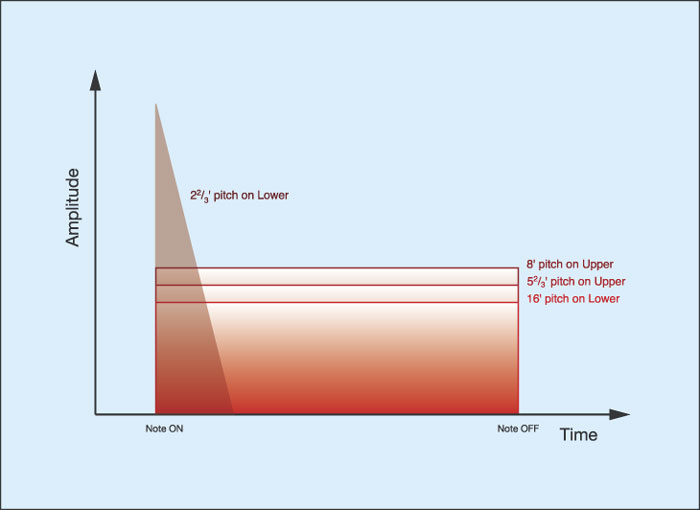 Amplitude
2²/₃' pitch on Lower
8' pitch on Upper
5²/₃' pitch on Upper
16' pitch on Lower
Note ON
Note OFF
Time